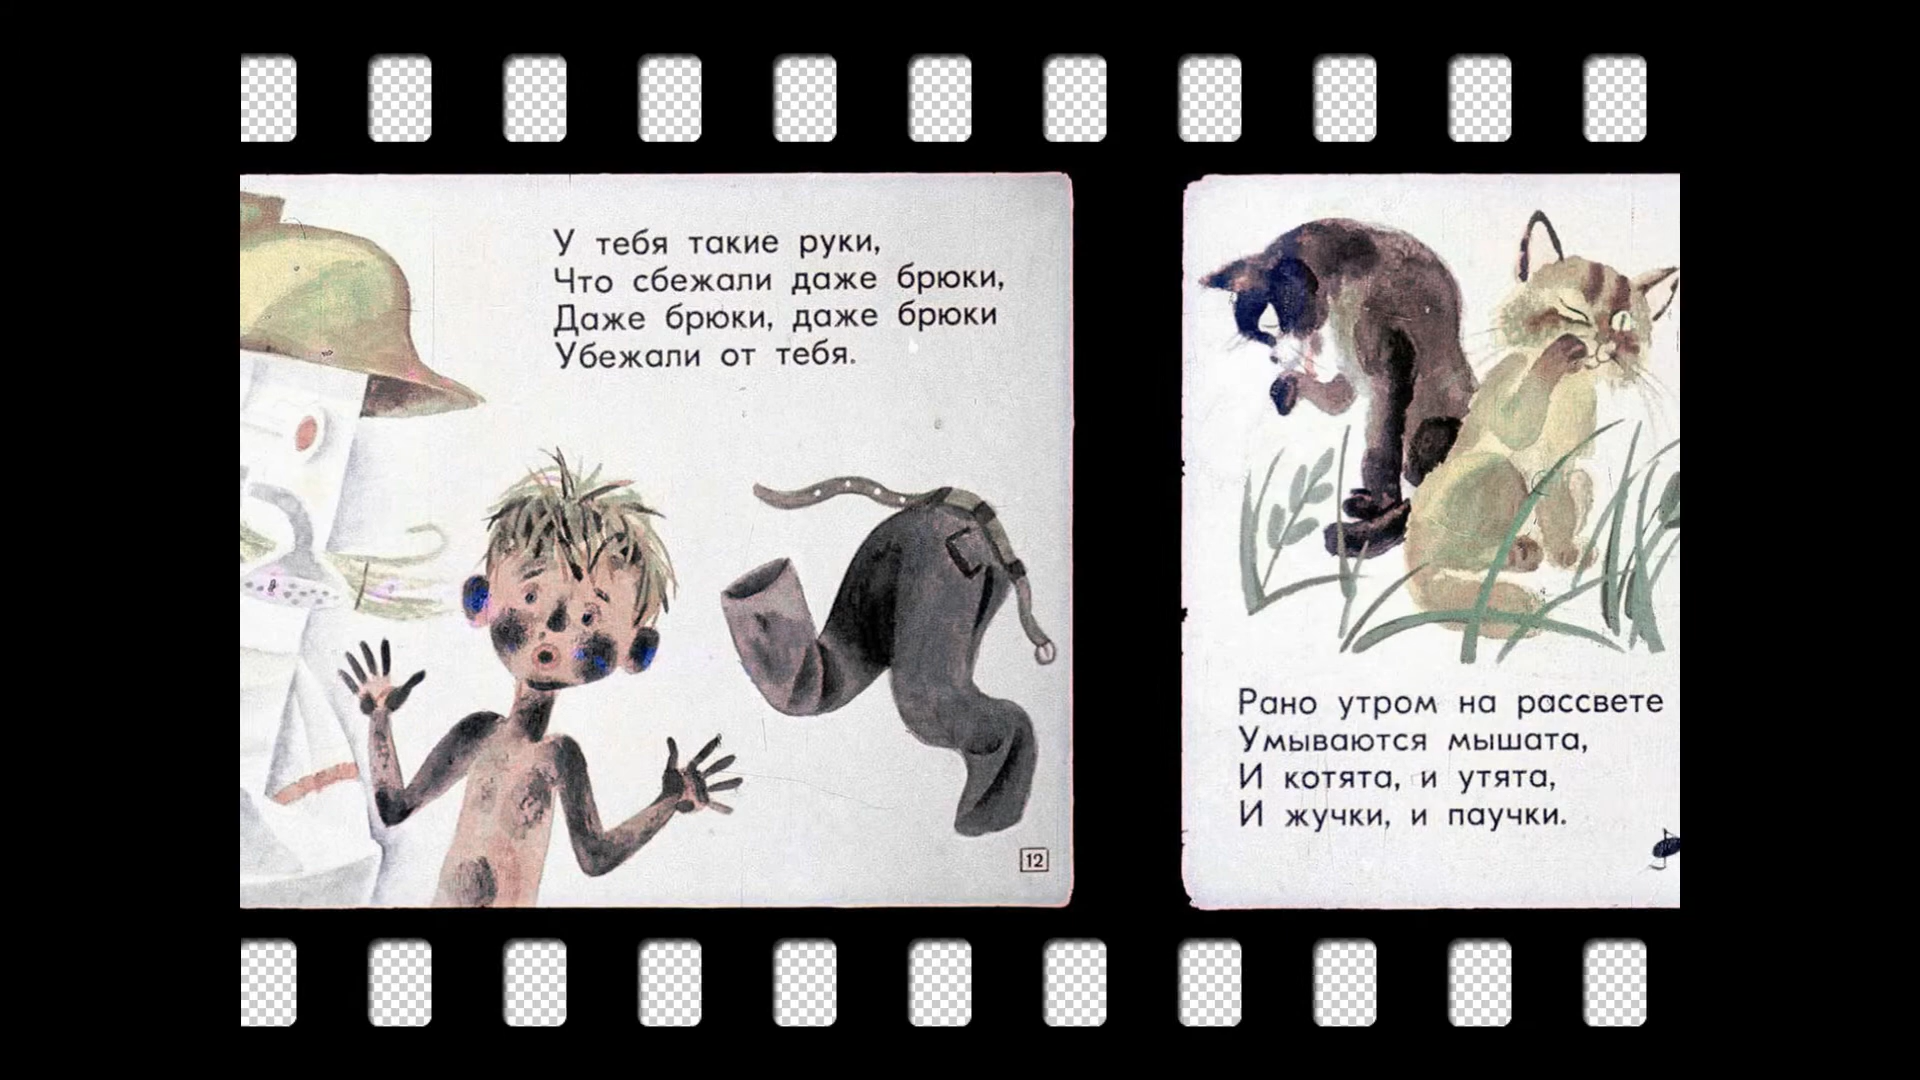 У тебя такие руки,
Что сбежали даже брюки,
Даже брюки, даже брюки
Убежали от тебя.
12
Рано утром на рассвете
Умываются мышата,
И котята, и утята,
И жучки, и паучки.